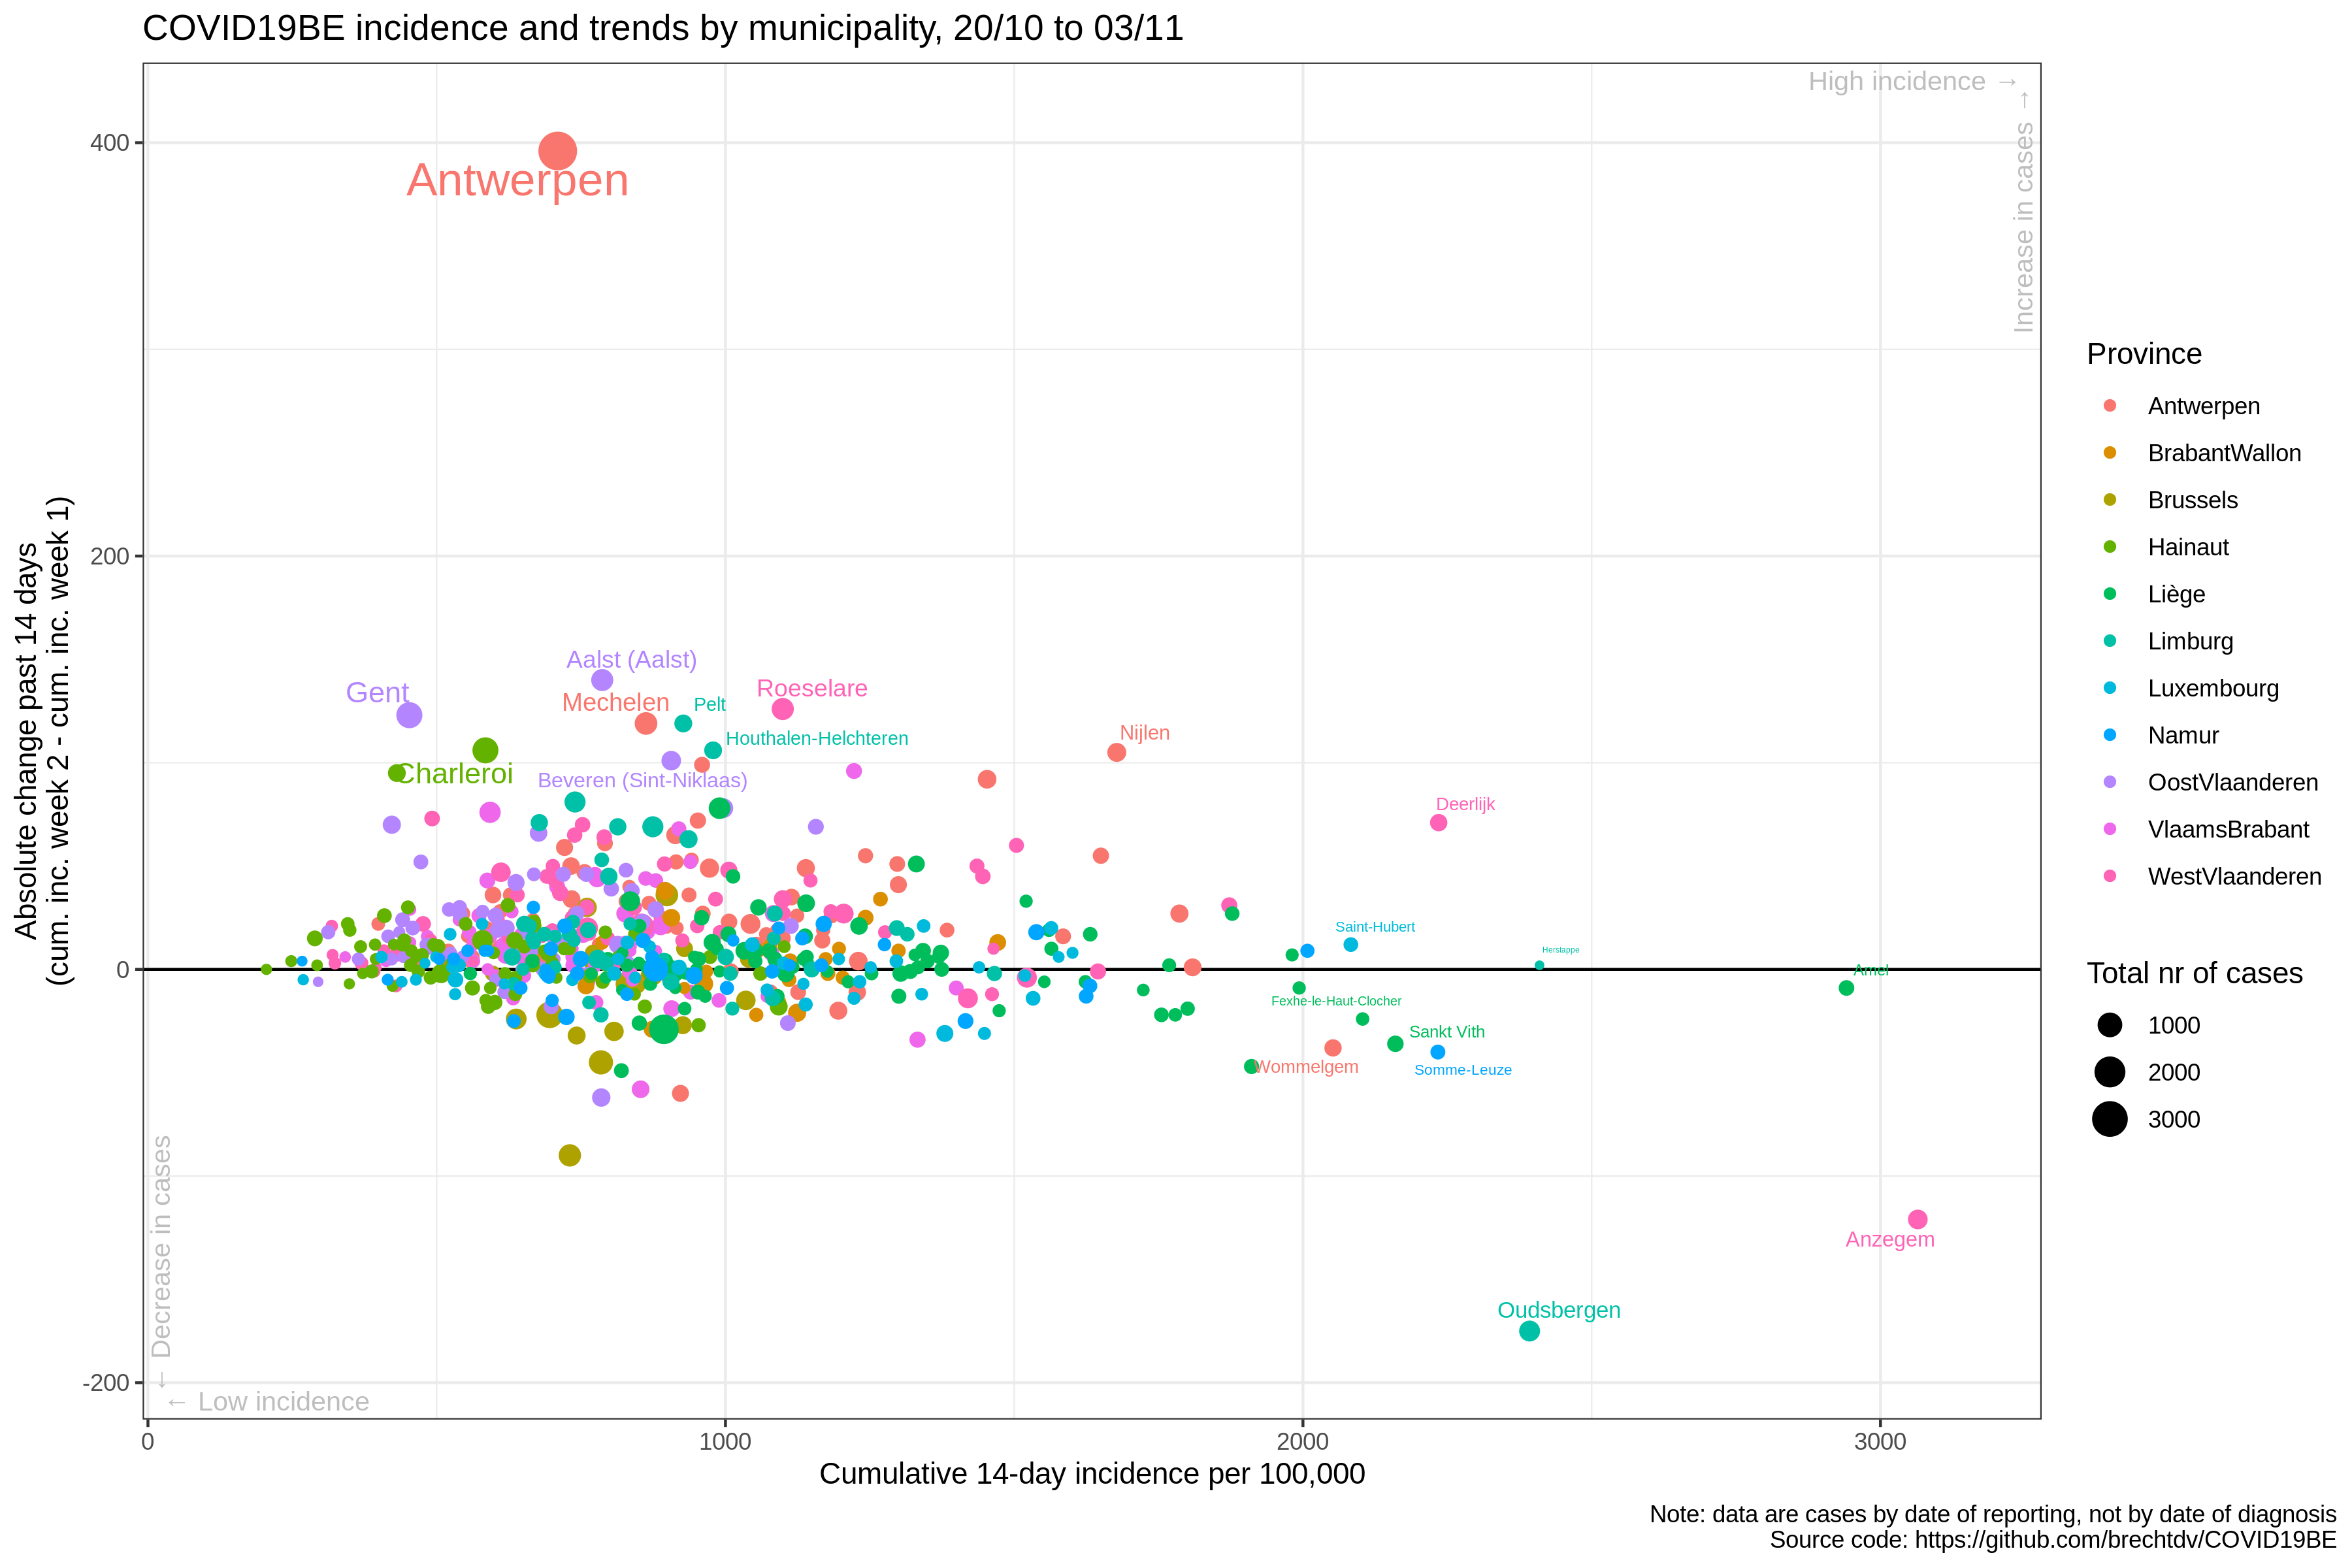 COVID19BE incidence and trends by municipality, 20/10 to 03/11
High incidence →
Increase in cases →
400
Antwerpen
200
Aalst (Aalst)
Gent
Mechelen
Pelt
Roeselare
Nijlen
Houthalen-Helchteren
Charleroi
Beveren (Sint-Niklaas)
Deerlijk
Saint-Hubert
Herstappe
0
Amel
Fexhe-le-Haut-Clocher
Sankt Vith
Wommelgem
Somme-Leuze
Anzegem
Oudsbergen
-200
← Decrease in cases
← Low incidence
0
1000
2000
3000
Cumulative 14-day incidence per 100,000
Absolute change past 14 days
(cum. inc. week 2 - cum. inc. week 1)
Province
Antwerpen
BrabantWallon
Brussels
Hainaut
Liège
Limburg
Luxembourg
Namur
OostVlaanderen
VlaamsBrabant
WestVlaanderen
Total nr of cases
1000
2000
3000
Note: data are cases by date of reporting, not by date of diagnosis
Source code: https://github.com/brechtdv/COVID19BE